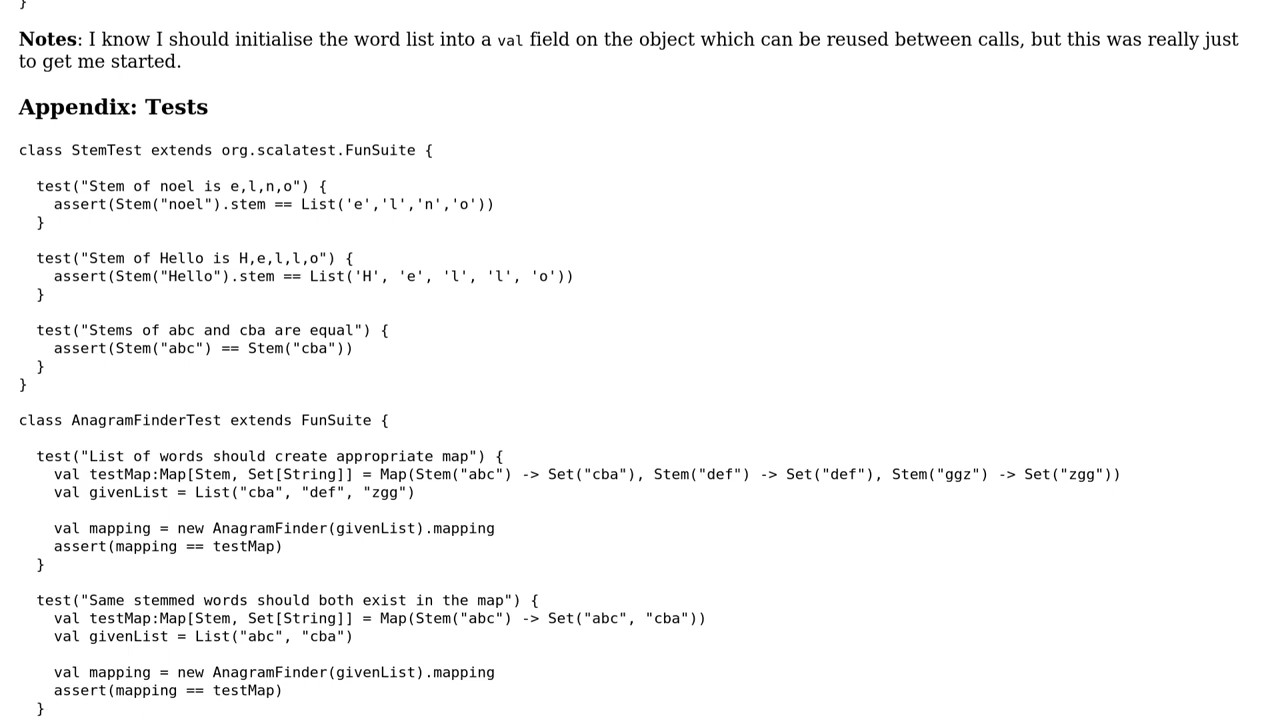 }
Notes: I know I should initialise the word list into a val field on the object which can be reused between calls, but this was really just
to get me started.
Appendix: Tests
class StemTest extends org.scalatest.FunSuite {
  test("Stem of noel is e,l,n,o") {
    assert(Stem("noel").stem == List('e','l','n','o'))
  }
  test("Stem of Hello is H,e,l,l,o") {
    assert(Stem("Hello").stem == List('H', 'e', 'l', 'l', 'o'))
  }
  test("Stems of abc and cba are equal") {
    assert(Stem("abc") == Stem("cba"))
  }
}
class AnagramFinderTest extends FunSuite {
  test("List of words should create appropriate map") {
    val testMap:Map[Stem, Set[String]] = Map(Stem("abc") -> Set("cba"), Stem("def") -> Set("def"), Stem("ggz") -> Set("zgg"))
    val givenList = List("cba", "def", "zgg")
    val mapping = new AnagramFinder(givenList).mapping
    assert(mapping == testMap)
  }
  test("Same stemmed words should both exist in the map") {
    val testMap:Map[Stem, Set[String]] = Map(Stem("abc") -> Set("abc", "cba"))
    val givenList = List("abc", "cba")
    val mapping = new AnagramFinder(givenList).mapping
    assert(mapping == testMap)
  }